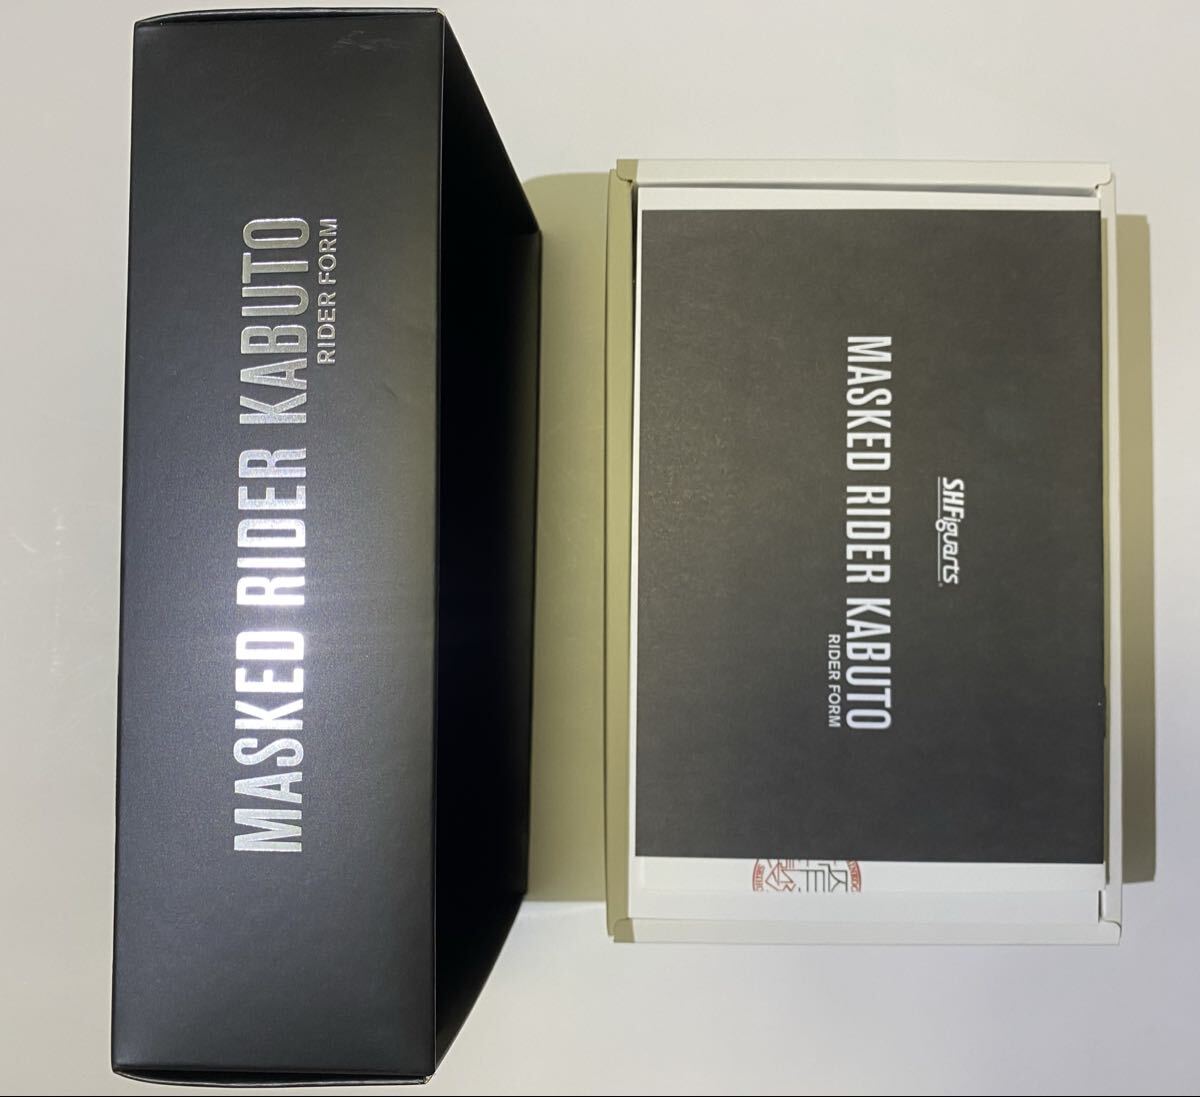 MASKED RIDER KABUTO
RIDER FORM
S.H.Figuarts
MASKED RIDER KABUTO
RIDER FORM